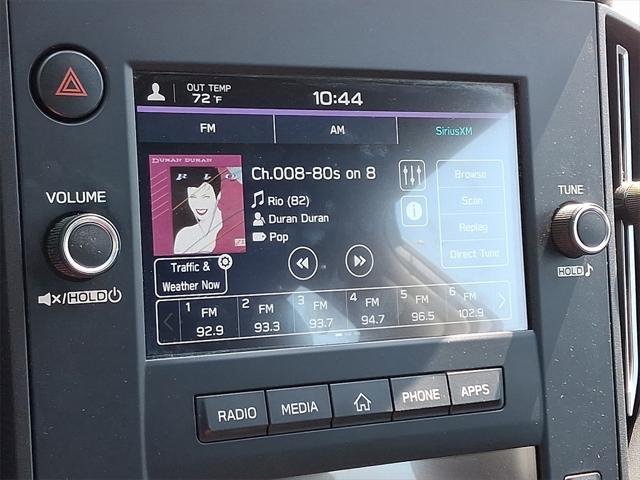 OUT TEMP
72°F
10:44
FM
AM
SiriusXM
DURAN DURAN
RIO
Ch.008-80s on 8
Rio (82)
Duran Duran
Pop
Browse
Scan
Replay
Direct Tune
Traffic &
Weather Now
1 FM 92.9
2 FM 93.3
3 FM 93.7
4 FM 94.7
5 FM 96.5
6 FM 102.9
VOLUME
HOLD
TUNE
HOLD
RADIO
MEDIA
PHONE
APPS